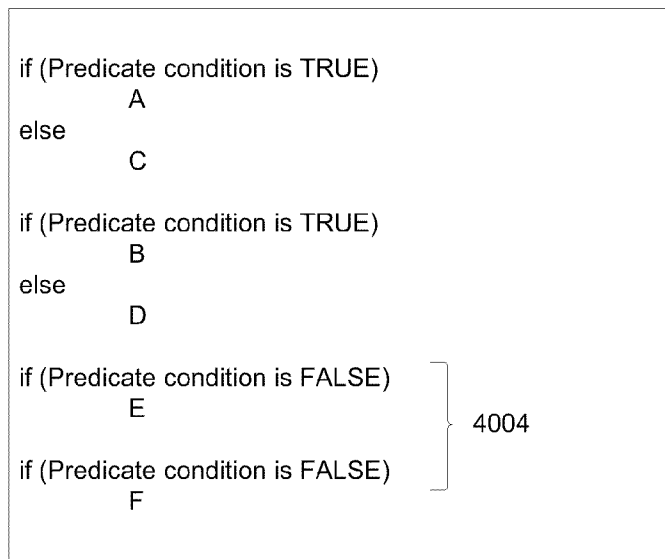 if (Predicate condition is TRUE)
A
else
C
if (Predicate condition is TRUE)
B
else
D
if (Predicate condition is FALSE)
E
4004
if (Predicate condition is FALSE)
F